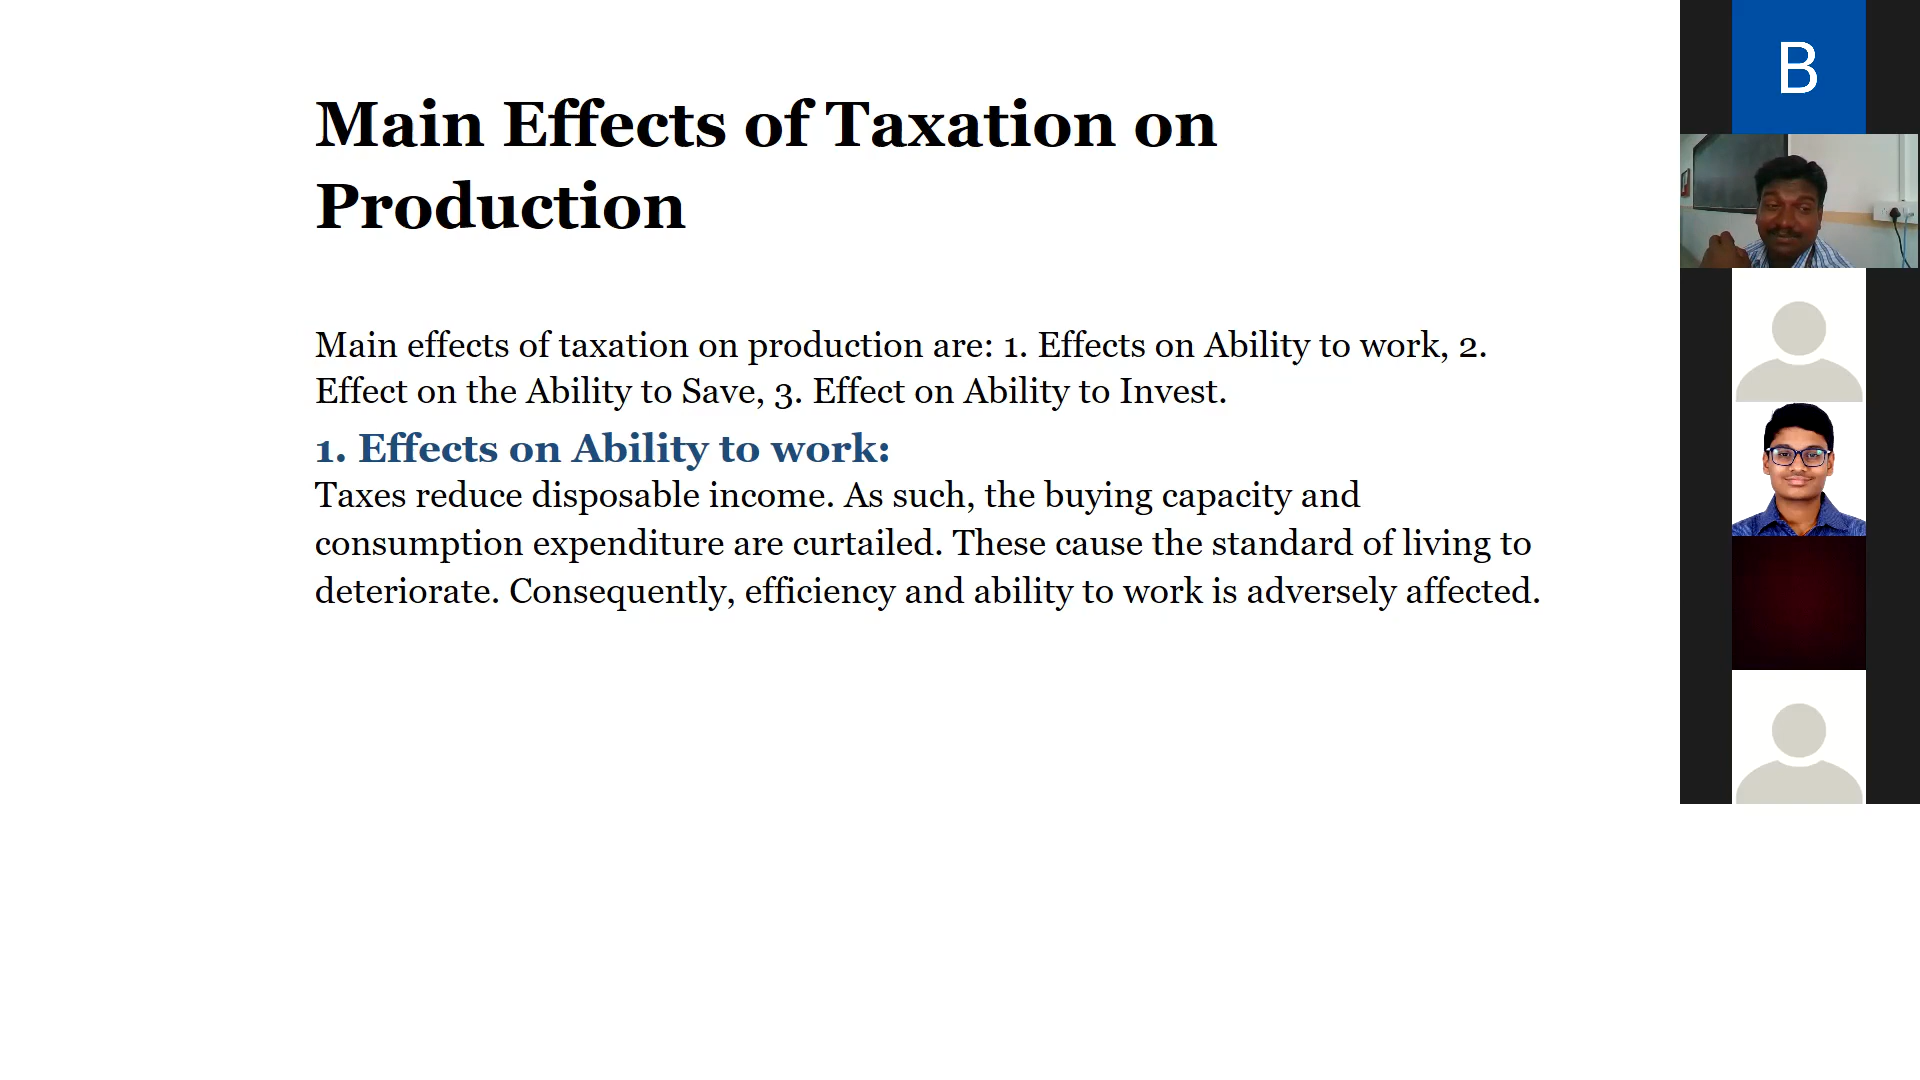 Main Effects of Taxation on
Production
Main effects of taxation on production are: 1. Effects on Ability to work, 2.
Effect on the Ability to Save, 3. Effect on Ability to Invest.
1. Effects on Ability to work:
Taxes reduce disposable income. As such, the buying capacity and
consumption expenditure are curtailed. These cause the standard of living to
deteriorate. Consequently, efficiency and ability to work is adversely affected.
B